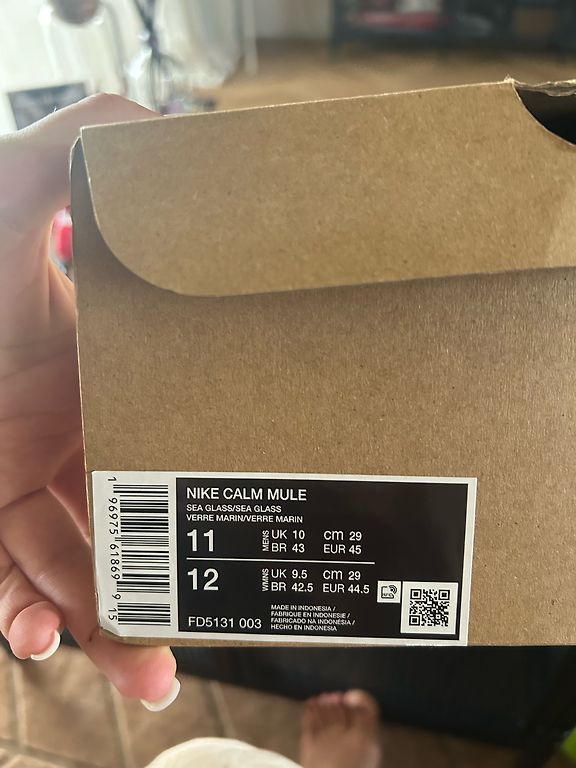 NIKE CALM MULE
SEA GLASS/SEA GLASS
VERRE MARIN/VERRE MARIN
11 MENS UK 10 cm 29
BR 43 EUR 45
12 WMNS UK 9.5 cm 29
BR 42.5 EUR 44.5
FD5131 003
MADE IN INDONESIA /
FABRIQUE EN INDONESIE /
FABRICADO NA INDONÉSIA /
HECHO EN INDONESIA
1 96975 61869 9 15